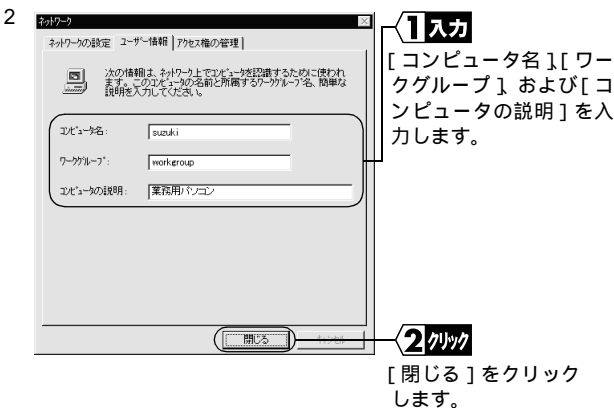 2
ネットワーク
ネットワークの設定 ユーザー情報 アクセス権の管理
次の情報は、ネットワーク上でコンピュータを認識するために使われ
ます。このコンピュータの名前と所属するワークグループ名、簡単な
説明を入力してください。
コンピュータ名: suzuki
ワークグループ: workgroup
コンピュータの説明: 業務用パソコン
閉じる キャンセル
1 入力
[コンピュータ名][ワー
クグループ]および[コ
ンピュータの説明]を入
力します。
2 クリック
[閉じる]をクリック
します。